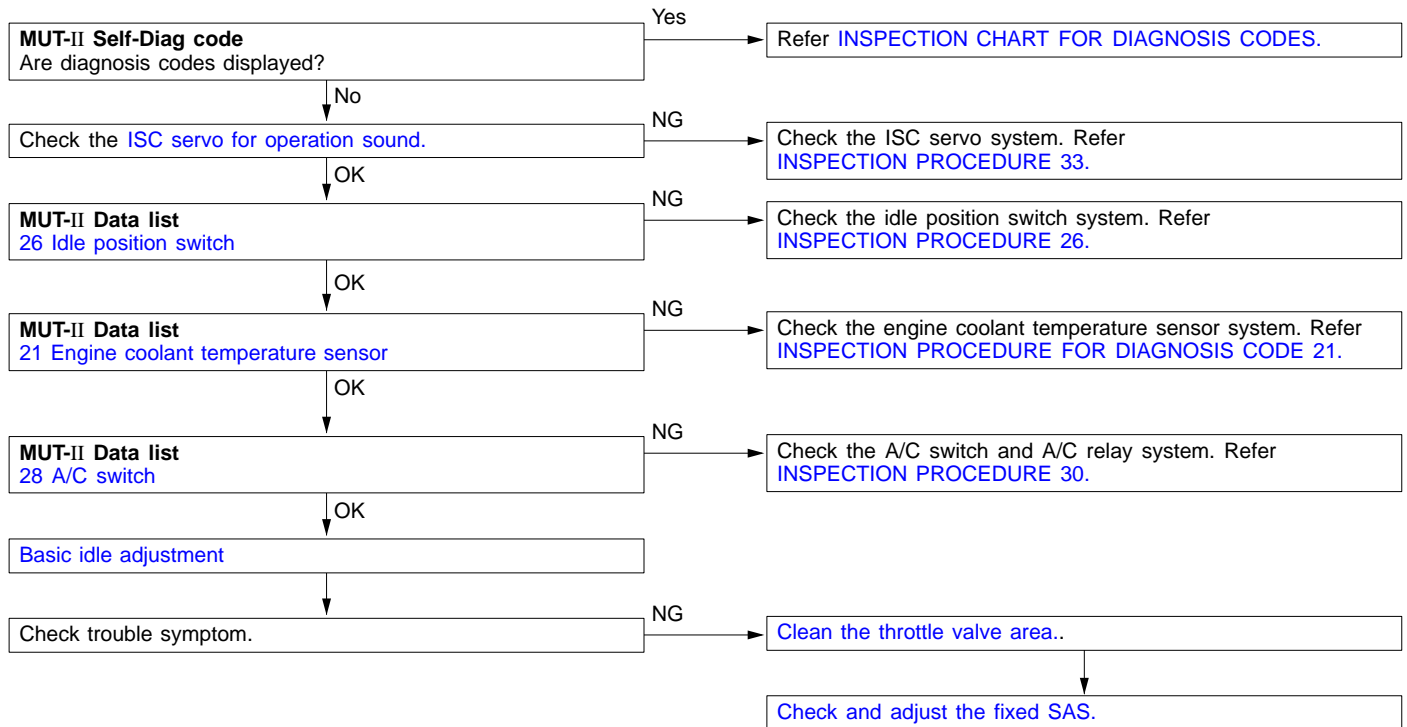 MUT-II Self-Diag code
Are diagnosis codes displayed?
Yes
Refer INSPECTION CHART FOR DIAGNOSIS CODES.
No
Check the ISC servo for operation sound.
NG
Check the ISC servo system. Refer
INSPECTION PROCEDURE 33.
OK
MUT-II Data list
26 Idle position switch
NG
Check the idle position switch system. Refer
INSPECTION PROCEDURE 26.
OK
MUT-II Data list
21 Engine coolant temperature sensor
NG
Check the engine coolant temperature sensor system. Refer
INSPECTION PROCEDURE FOR DIAGNOSIS CODE 21.
OK
MUT-II Data list
28 A/C switch
NG
Check the A/C switch and A/C relay system. Refer
INSPECTION PROCEDURE 30.
OK
Basic idle adjustment
Check trouble symptom.
NG
Clean the throttle valve area..
Check and adjust the fixed SAS.